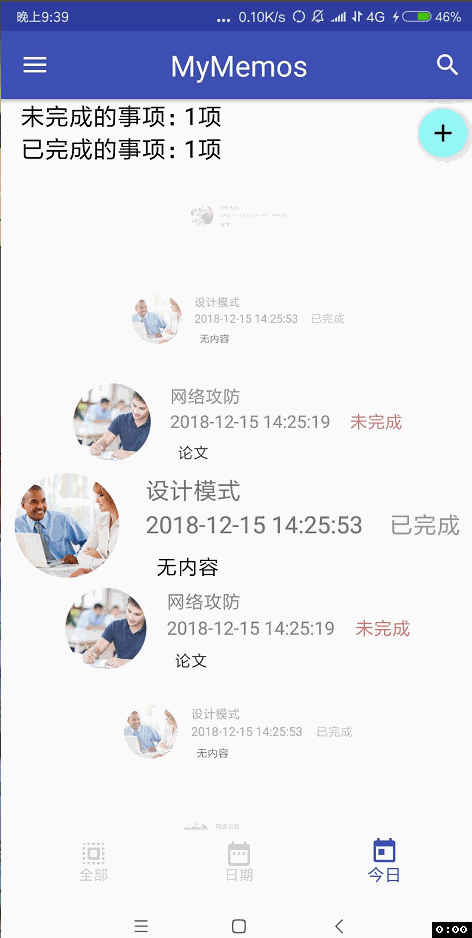 晚上9:39 ... 0.10K/s 4G 46%
MyMemos
未完成的事项: 1项
已完成的事项: 1项
设计模式
2018-12-15 14:25:53 已完成
无内容
网络攻防
2018-12-15 14:25:19 未完成
论文
设计模式
2018-12-15 14:25:53 已完成
无内容
网络攻防
2018-12-15 14:25:19 未完成
论文
设计模式
2018-12-15 14:25:53 已完成
无内容
全部 日期 今日
0:00